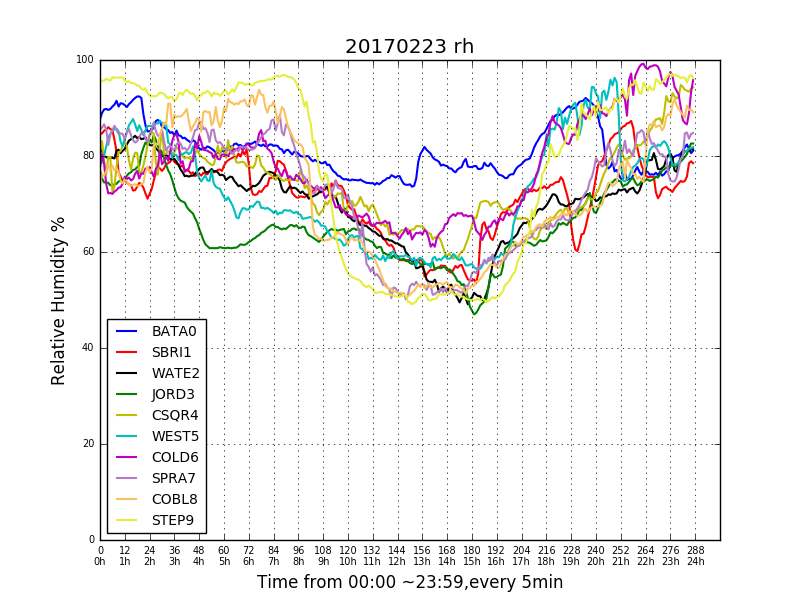 20170223 rh
Relative Humidity %
100
80
60
40
20
0
BATA0
SBRI1
WATE2
JORD3
CSQR4
WEST5
COLD6
SPRA7
COBL8
STEP9
0 12 24 36 48 60 72 84 96 108 120 132 144 156 168 180 192 204 216 228 240 252 264 276 288
0h 1h 2h 3h 4h 5h 6h 7h 8h 9h 10h 11h 12h 13h 14h 15h 16h 17h 18h 19h 20h 21h 22h 23h 24h
Time from 00:00 ~23:59,every 5min